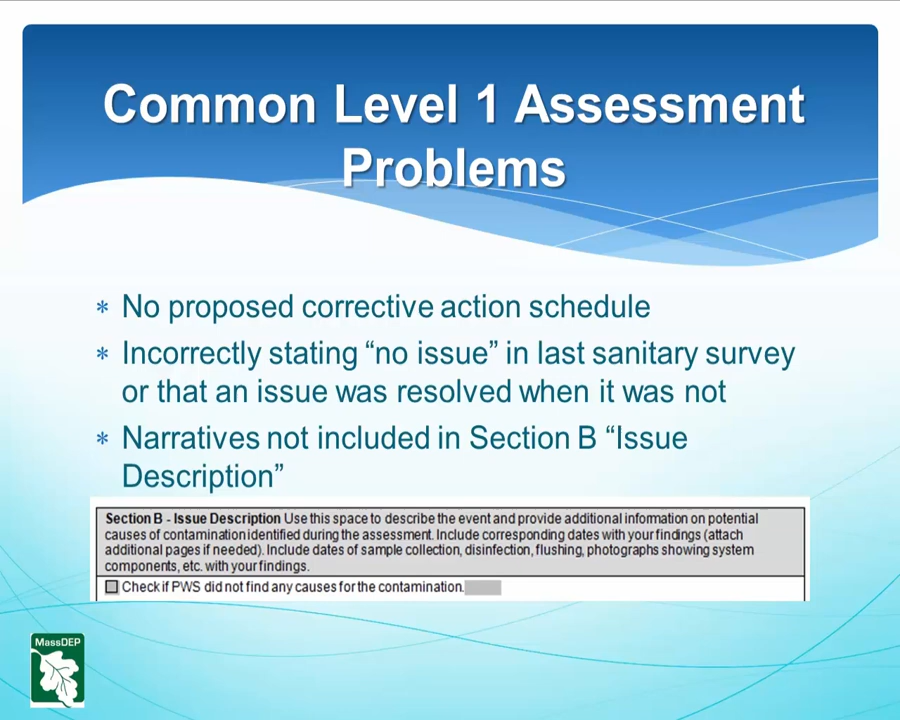 Common Level 1 Assessment
Problems
* No proposed corrective action schedule
* Incorrectly stating “no issue” in last sanitary survey
or that an issue was resolved when it was not
* Narratives not included in Section B “Issue
Description”
Section B - Issue Description Use this space to describe the event and provide additional information on potential
causes of contamination identified during the assessment. Include corresponding dates with your findings (attach
additional pages if needed). Include dates of sample collection, disinfection, flushing, photographs showing system
components, etc. with your findings.
Check if PWS did not find any causes for the contamination.
MassDEP